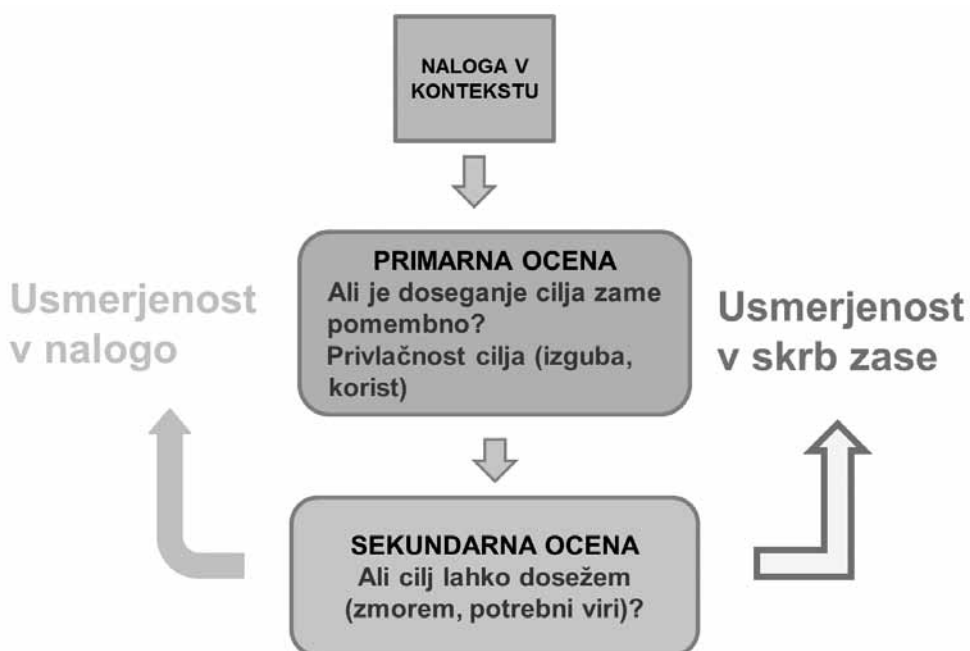 NALOGA V
KONTEKSTU
PRIMARNA OCENA
Ali je doseganje cilja zame
pomembno?
Privlačnost cilja (izguba,
korist)
Usmerjenost
v nalogo
Usmerjenost
v skrb zase
SEKUNDARNA OCENA
Ali cilj lahko dosežem
(zmorem, potrebni viri)?